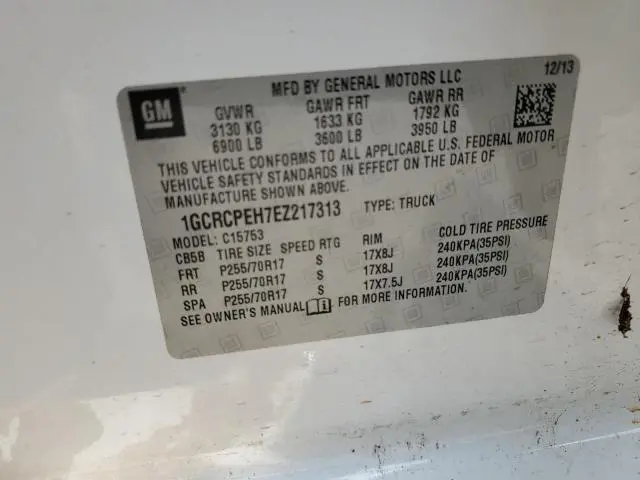 12/13
MFD BY GENERAL MOTORS LLC
GM
GVWR GAWR FRT GAWR RR
3130 KG 1633 KG 1792 KG
6900 LB 3600 LB 3950 LB
THIS VEHICLE CONFORMS TO ALL APPLICABLE U.S. FEDERAL MOTOR
VEHICLE SAFETY STANDARDS IN EFFECT ON THE DATE OF
MANUFACTURE SHOWN ABOVE.
1GCRCPEH7EZ217313 TYPE: TRUCK
MODEL: C15753
CB5B TIRE SIZE SPEED RTG RIM COLD TIRE PRESSURE
FRT P255/70R17 S 17X8J 240KPA(35PSI)
RR P255/70R17 S 17X8J 240KPA(35PSI)
SPA P255/70R17 S 17X7.5J 240KPA(35PSI)
SEE OWNER'S MANUAL FOR MORE INFORMATION.